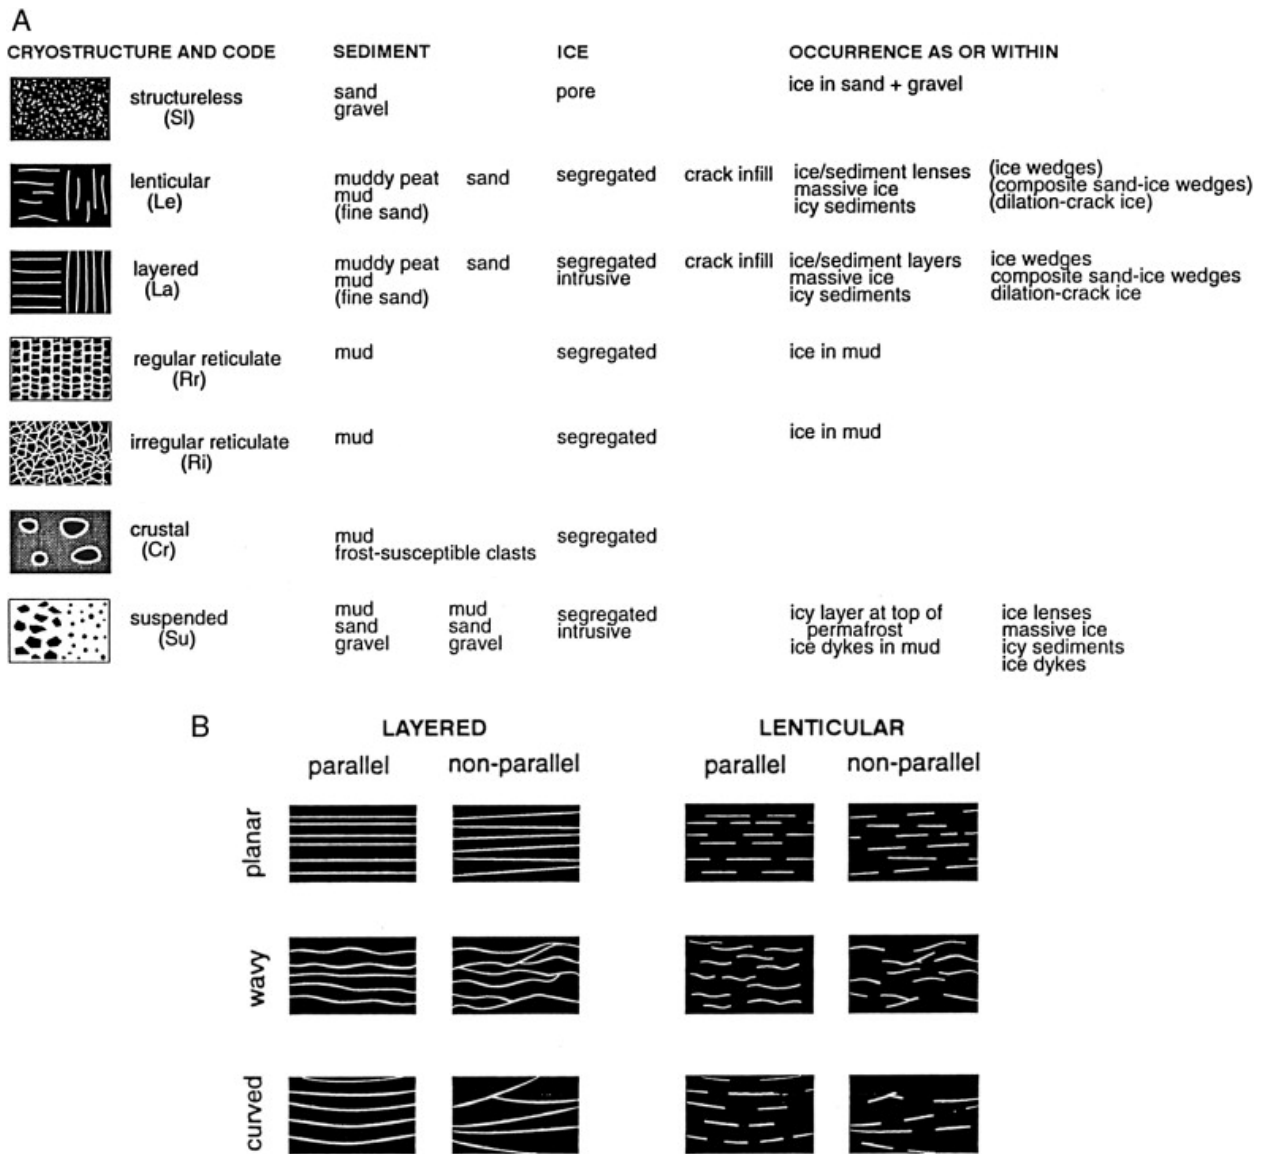 A
CRYOSTRUCTURE AND CODE SEDIMENT ICE OCCURRENCE AS OR WITHIN
structureless
(Sl)
sand
gravel
pore
ice in sand + gravel
lenticular
(Le)
muddy peat
mud
(fine sand)
sand
segregated
crack infill
ice/sediment lenses
massive ice
icy sediments
(ice wedges)
(composite sand-ice wedges)
(dilation-crack ice)
layered
(La)
muddy peat
mud
(fine sand)
sand
segregated
intrusive
crack infill
ice/sediment layers
massive ice
icy sediments
ice wedges
composite sand-ice wedges
dilation-crack ice
regular reticulate
(Rr)
mud
segregated
ice in mud
irregular reticulate
(Ri)
mud
segregated
ice in mud
crustal
(Cr)
mud
frost-susceptible clasts
segregated
suspended
(Su)
mud
sand
gravel
mud
sand
gravel
segregated
intrusive
icy layer at top of
permafrost
ice dykes in mud
ice lenses
massive ice
icy sediments
ice dykes
B
LAYERED LENTICULAR
parallel non-parallel parallel non-parallel
planar
wavy
curved